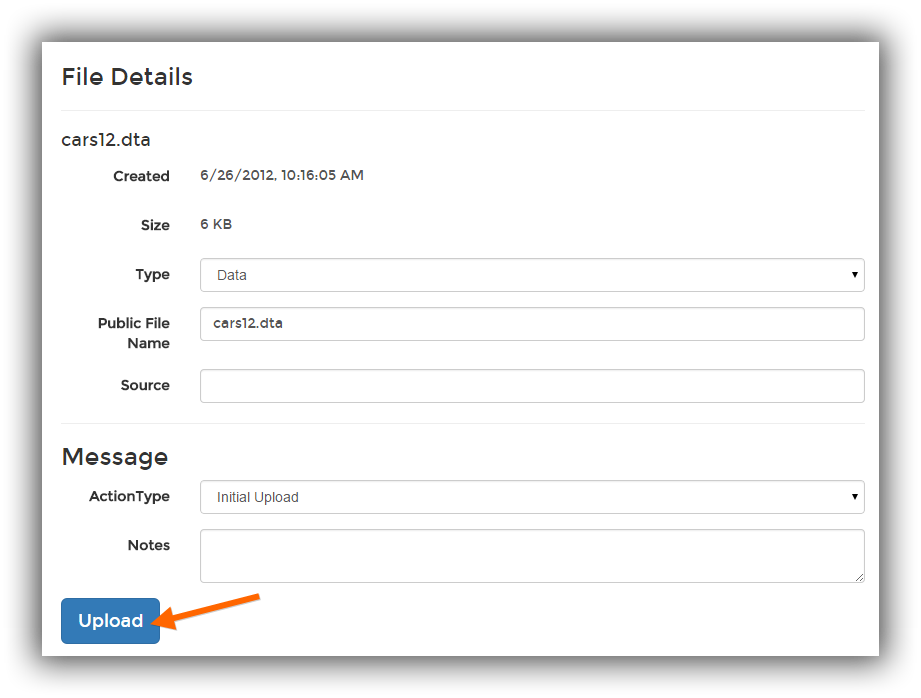 File Details
cars12.dta
Created 6/26/2012, 10:16:05 AM
Size 6 KB
Type Data
Public File Name cars12.dta
Source
Message
ActionType Initial Upload
Notes
Upload